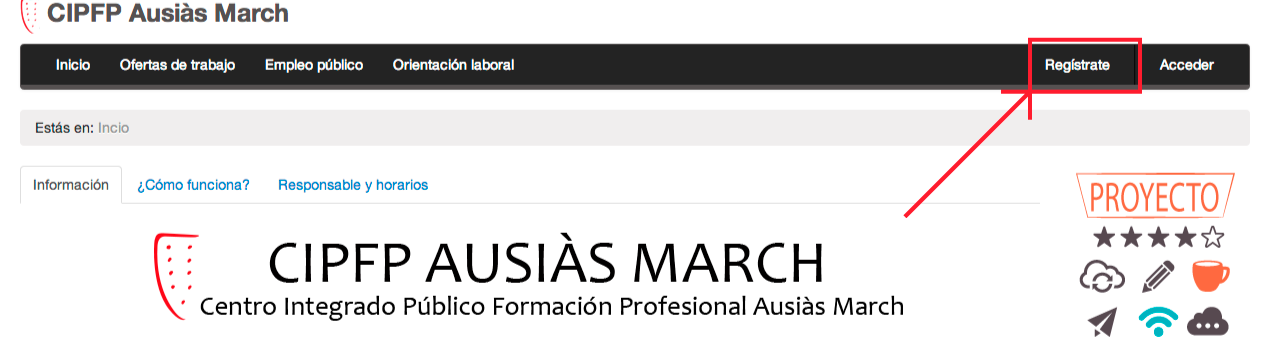 CIPFP Ausiàs March
Inicio Ofertas de trabajo Empleo público Orientación laboral Regístrate Acceder
Estás en: Incio
Información ¿Cómo funciona? Responsable y horarios
PROYECTO
CIPFP AUSIÀS MARCH
Centro Integrado Público Formación Profesional Ausiàs March